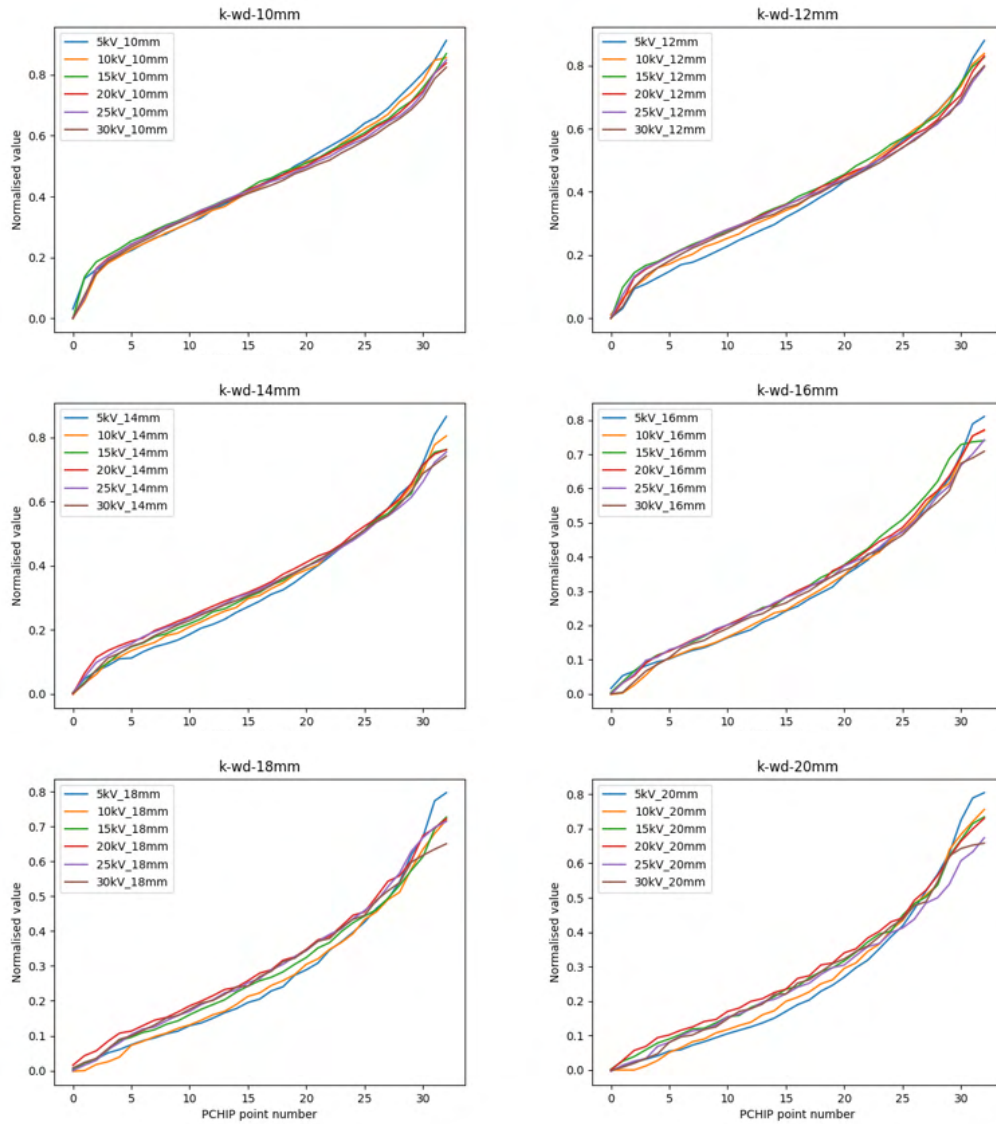 k-wd-10mm
5kV_10mm
10kV_10mm
15kV_10mm
20kV_10mm
25kV_10mm
30kV_10mm
Normalised value
0.8
0.6
0.4
0.2
0.0
0 5 10 15 20 25 30
k-wd-12mm
5kV_12mm
10kV_12mm
15kV_12mm
20kV_12mm
25kV_12mm
30kV_12mm
Normalised value
0.8
0.6
0.4
0.2
0.0
0 5 10 15 20 25 30
k-wd-14mm
5kV_14mm
10kV_14mm
15kV_14mm
20kV_14mm
25kV_14mm
30kV_14mm
Normalised value
0.8
0.6
0.4
0.2
0.0
0 5 10 15 20 25 30
k-wd-16mm
5kV_16mm
10kV_16mm
15kV_16mm
20kV_16mm
25kV_16mm
30kV_16mm
Normalised value
0.8
0.7
0.6
0.5
0.4
0.3
0.2
0.1
0.0
0 5 10 15 20 25 30
k-wd-18mm
5kV_18mm
10kV_18mm
15kV_18mm
20kV_18mm
25kV_18mm
30kV_18mm
Normalised value
0.8
0.7
0.6
0.5
0.4
0.3
0.2
0.1
0.0
0 5 10 15 20 25 30
PCHIP point number
k-wd-20mm
5kV_20mm
10kV_20mm
15kV_20mm
20kV_20mm
25kV_20mm
30kV_20mm
Normalised value
0.8
0.7
0.6
0.5
0.4
0.3
0.2
0.1
0.0
0 5 10 15 20 25 30
PCHIP point number